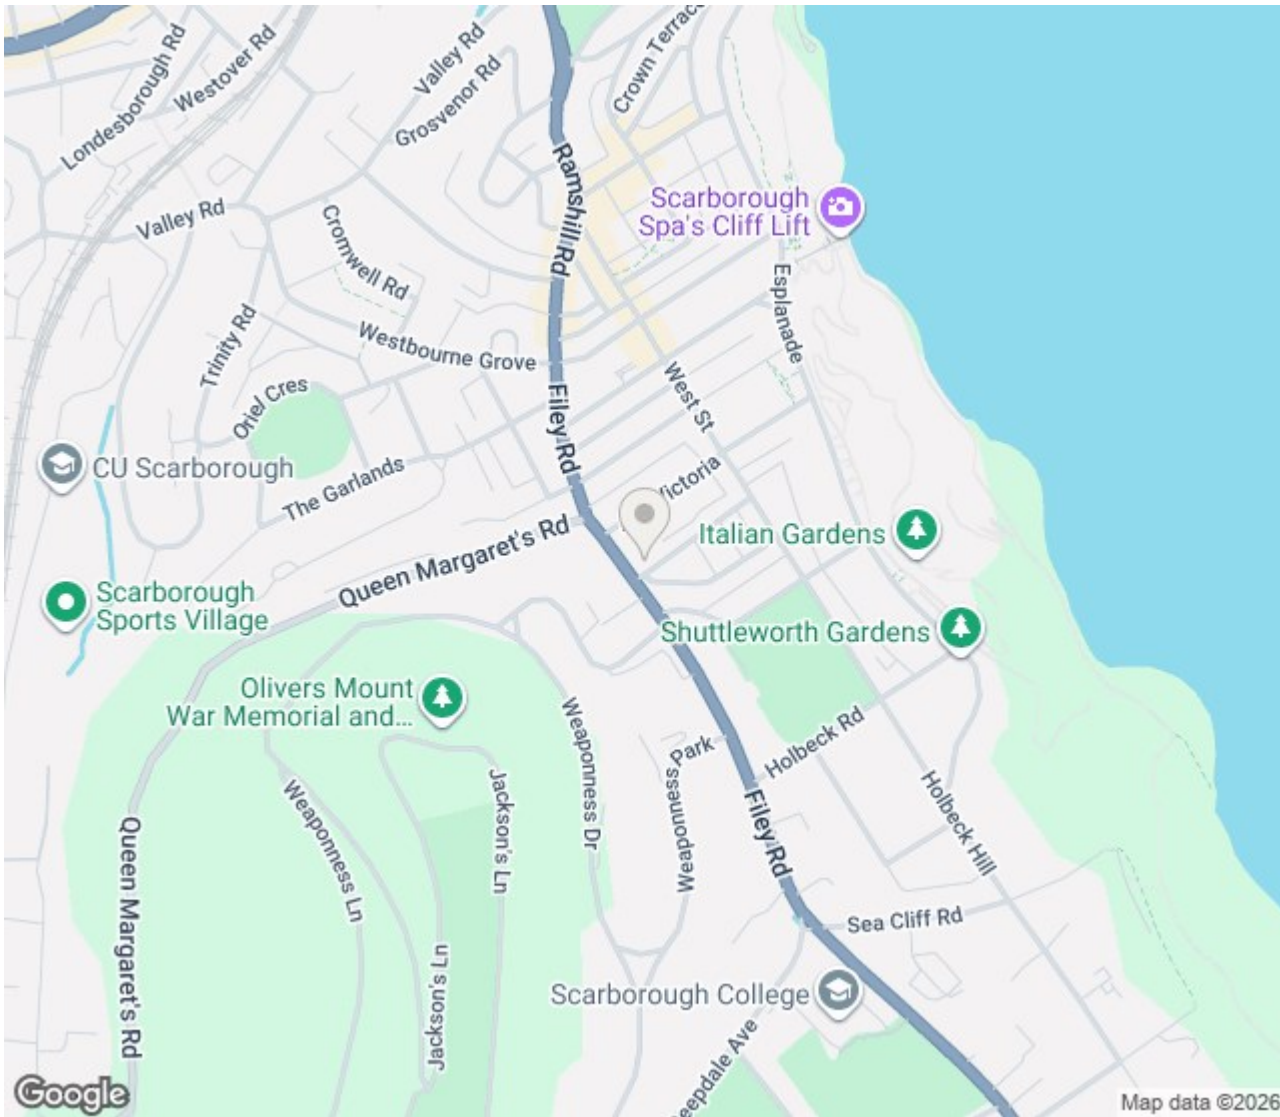 Londesborough Rd
Westover Rd
Valley Rd
Grosvenor Rd
Crown Terrace
Ramshill Rd
Scarborough
Spa's Cliff Lift
Valley Rd
Cromwell Rd
Esplanade
Trinity Rd
Westbourne Grove
Oriel Cres
West St
Filey Rd
CU Scarborough
The Garlands
Victoria
Queen Margaret's Rd
Italian Gardens
Scarborough
Sports Village
Shuttleworth Gardens
Olivers Mount
War Memorial and...
Weaponness Dr
Weaponness Park
Holbeck Rd
Jackson's Ln
Weaponness Ln
Filey Rd
Holbeck Hill
Queen Margaret's Rd
Sea Cliff Rd
Jackson's Ln
Scarborough College
eepdale Ave
Google
Map data ©2026